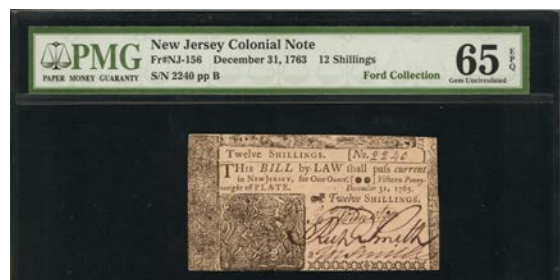 PMG
PAPER MONEY GUARANTY
New Jersey Colonial Note
Fr#NJ-156 December 31, 1763 12 Shillings
S/N 2240 pp B
Ford Collection
65 EPQ
Gem Uncirculated
Twelve SHILLINGS. [No. 2240
THIS BILL by LAW shall pass current
in NEW-JERSEY, for One Ounce, [●●] Fifteen Penny-
weight of PLATE. December 31, 1763.
Twelve SHILLINGS.
Smith